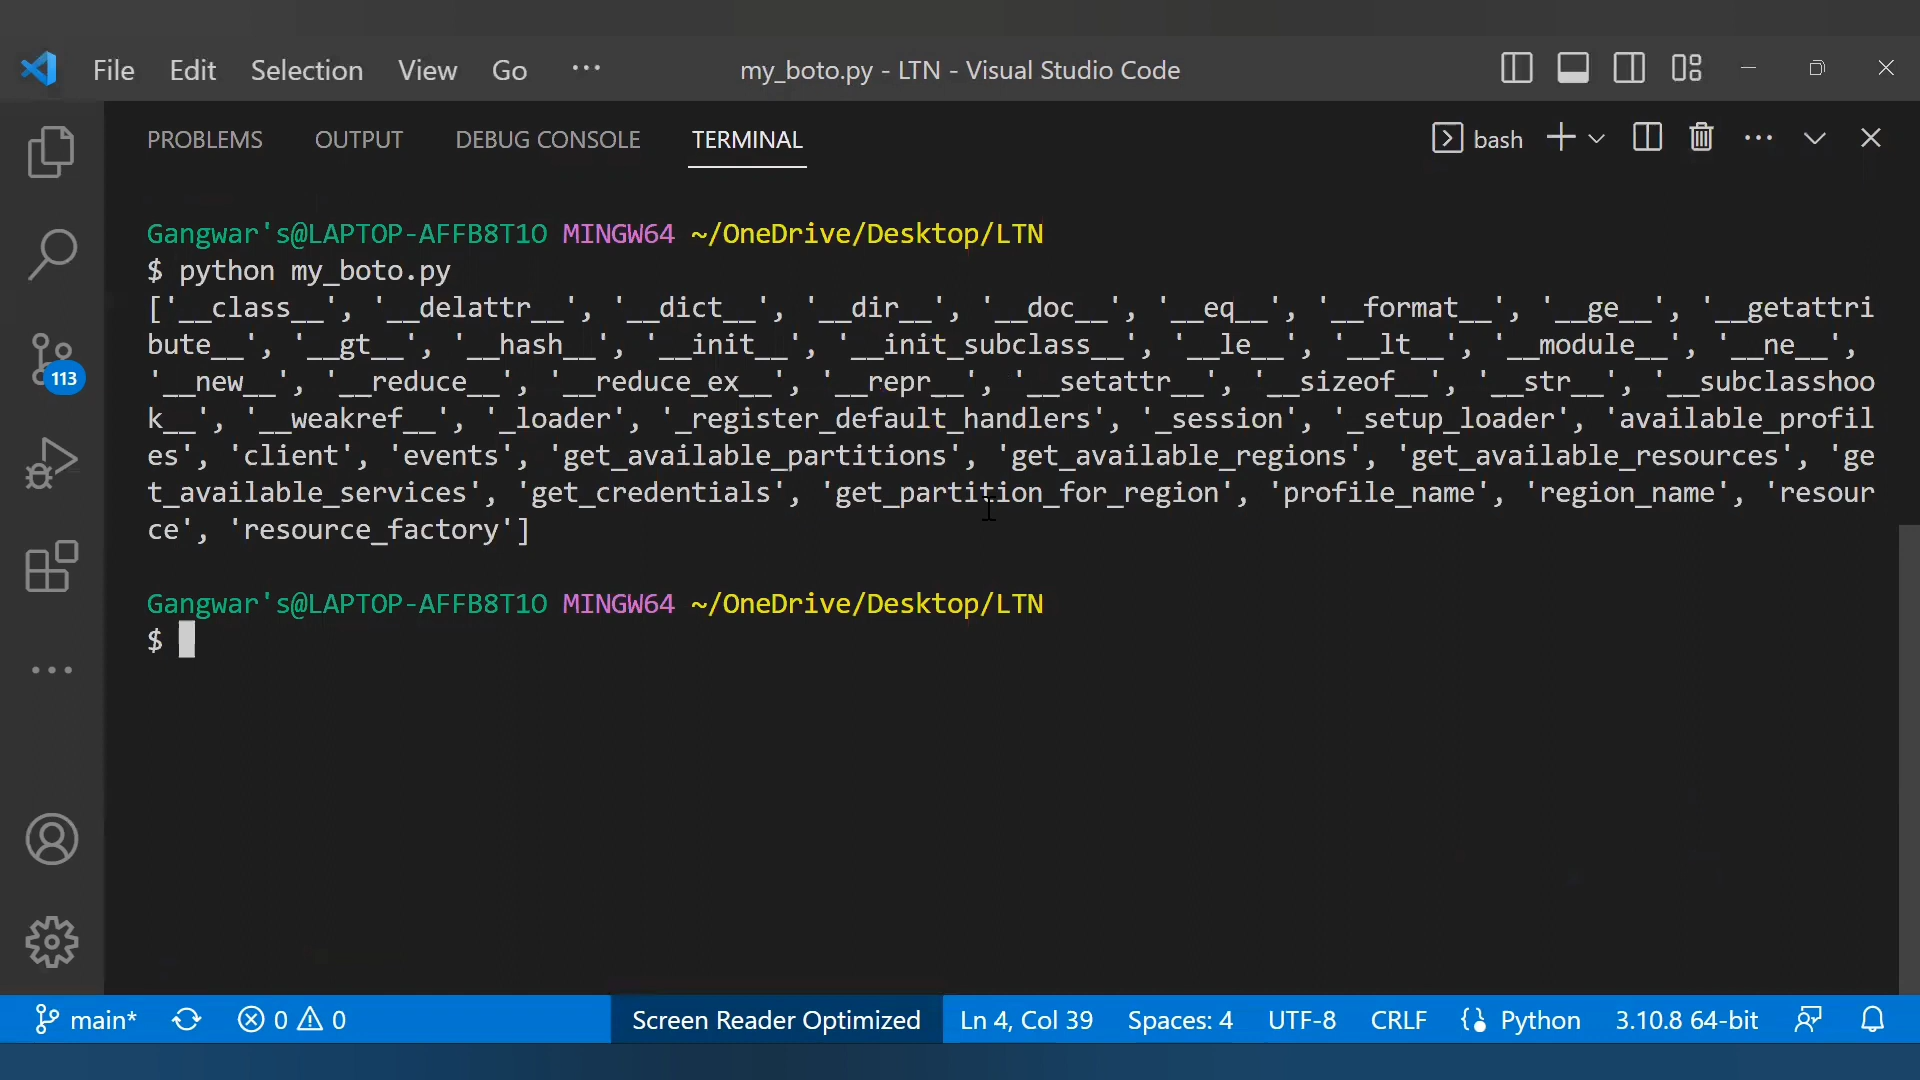 File Edit Selection View Go ··· my_boto.py - LTN - Visual Studio Code
PROBLEMS OUTPUT DEBUG CONSOLE TERMINAL bash
Gangwar's@LAPTOP-AFFB8T1O MINGW64 ~/OneDrive/Desktop/LTN
$ python my_boto.py
['__class__', '__delattr__', '__dict__', '__dir__', '__doc__', '__eq__', '__format__', '__ge__', '__getattri
bute__', '__gt__', '__hash__', '__init__', '__init_subclass__', '__le__', '__lt__', '__module__', '__ne__',
'__new__', '__reduce__', '__reduce_ex__', '__repr__', '__setattr__', '__sizeof__', '__str__', '__subclasshoo
k__', '__weakref__', '_loader', '_register_default_handlers', '_session', '_setup_loader', 'available_profil
es', 'client', 'events', 'get_available_partitions', 'get_available_regions', 'get_available_resources', 'ge
t_available_services', 'get_credentials', 'get_partition_for_region', 'profile_name', 'region_name', 'resour
ce', 'resource_factory']
Gangwar's@LAPTOP-AFFB8T1O MINGW64 ~/OneDrive/Desktop/LTN
$
113
main* 0 0 Screen Reader Optimized Ln 4, Col 39 Spaces: 4 UTF-8 CRLF Python 3.10.8 64-bit